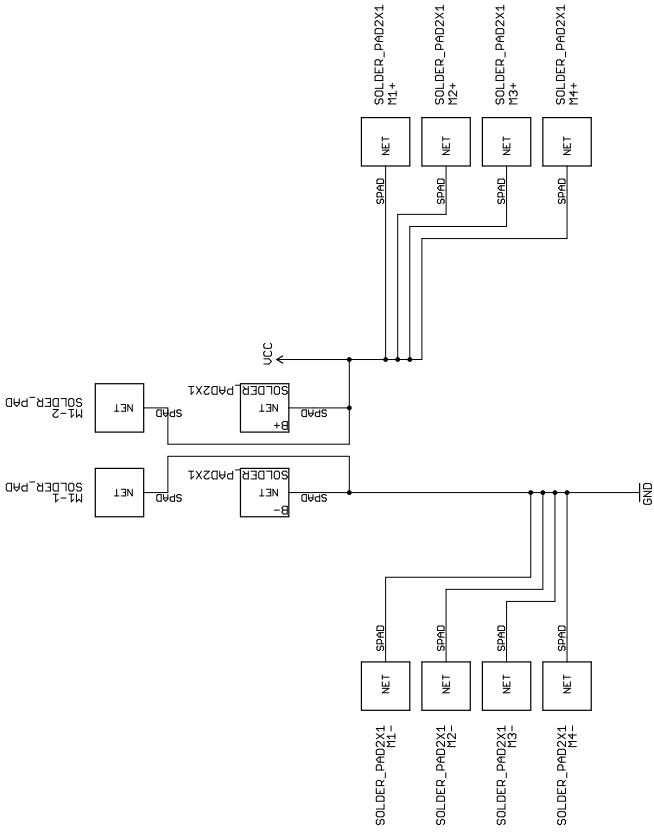 SOLDER_PAD2X1
M1+
SOLDER_PAD2X1
M2+
SOLDER_PAD2X1
M3+
SOLDER_PAD2X1
M4+
NET
NET
NET
NET
SPAD
SPAD
SPAD
SPAD
VCC
SOLDER_PAD
M1-2
NET
SPAD
SOLDER_PAD2X1
NET
B+
SPAD
SOLDER_PAD
M1-1
NET
SPAD
SOLDER_PAD2X1
NET
B-
SPAD
GND
SPAD
SPAD
SPAD
SPAD
NET
NET
NET
NET
SOLDER_PAD2X1
M1-
SOLDER_PAD2X1
M2-
SOLDER_PAD2X1
M3-
SOLDER_PAD2X1
M4-